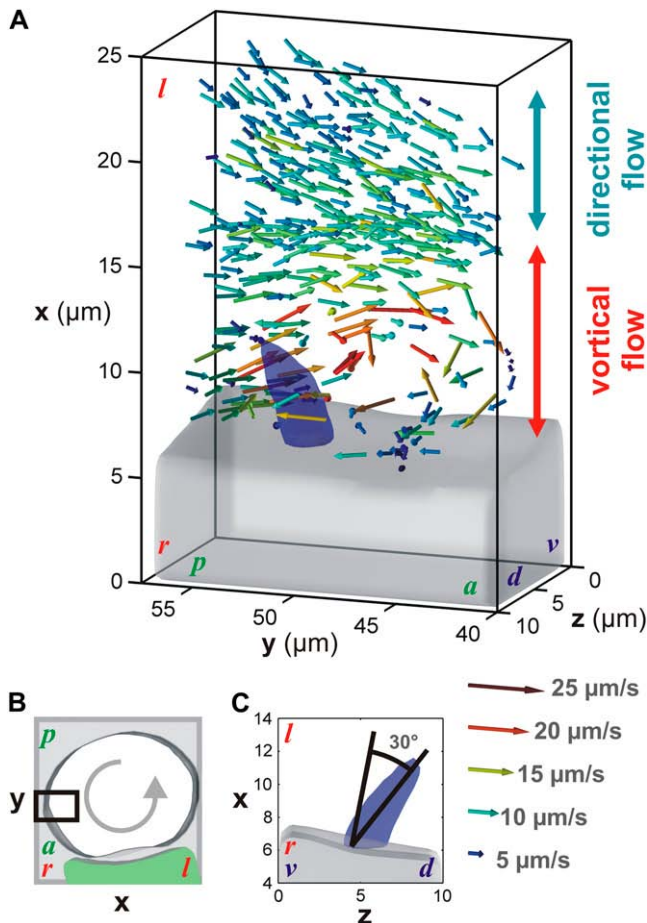 A
25
20
15
10
5
0
x (µm)
l
r
p
a
d
v
55
50
45
40
y (µm)
10
5
0
z (µm)
directional
flow
vortical
flow
B
p
y
a
r
l
x
C
14
12
10
8
6
4
x
l
30°
r
v
d
0
5
10
z
25 µm/s
20 µm/s
15 µm/s
10 µm/s
5 µm/s